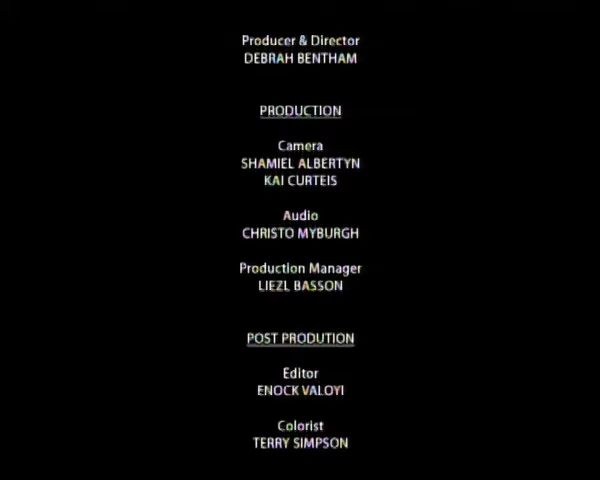 Producer & Director
DEBRAH BENTHAM
PRODUCTION
Camera
SHAMIEL ALBERTYN
KAI CURTEIS
Audio
CHRISTO MYBURGH
Production Manager
LIEZL BASSON
POST PRODUTION
Editor
ENOCK VALOYI
Colorist
TERRY SIMPSON